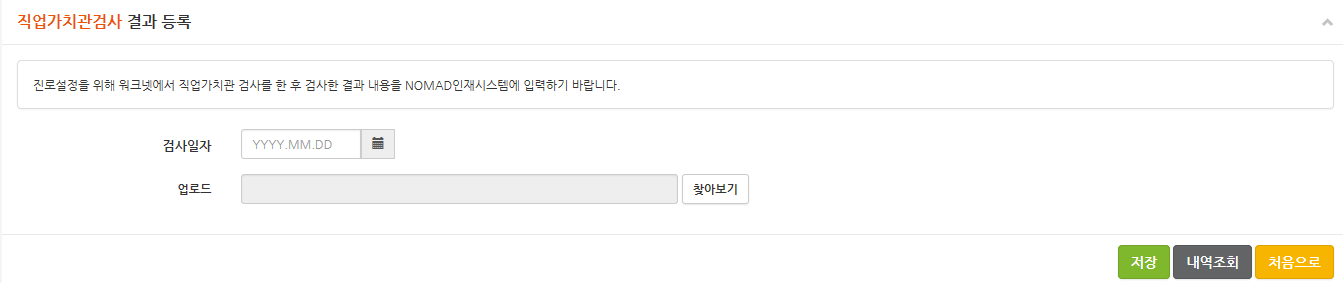 직업가치관검사 결과 등록
진로설정을 위해 워크넷에서 직업가치관 검사를 한 후 검사한 결과 내용을 NOMAD인재시스템에 입력하기 바랍니다.
검사일자 YYYY.MM.DD
업로드 찾아보기
저장 내역조회 처음으로